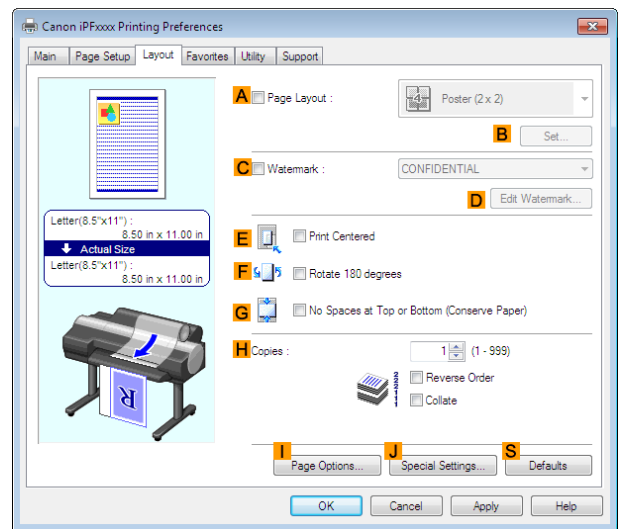 Canon iPFxxxx Printing Preferences
Main Page Setup Layout Favorites Utility Support
A Page Layout : Poster (2 x 2)
B Set...
C Watermark : CONFIDENTIAL
D Edit Watermark...
Letter(8.5"x11") :
8.50 in x 11.00 in
Actual Size
Letter(8.5"x11") :
8.50 in x 11.00 in
E Print Centered
F Rotate 180 degrees
G No Spaces at Top or Bottom (Conserve Paper)
H Copies : 1 (1 - 999)
Reverse Order
Collate
R
I J S
Page Options... Special Settings... Defaults
OK Cancel Apply Help